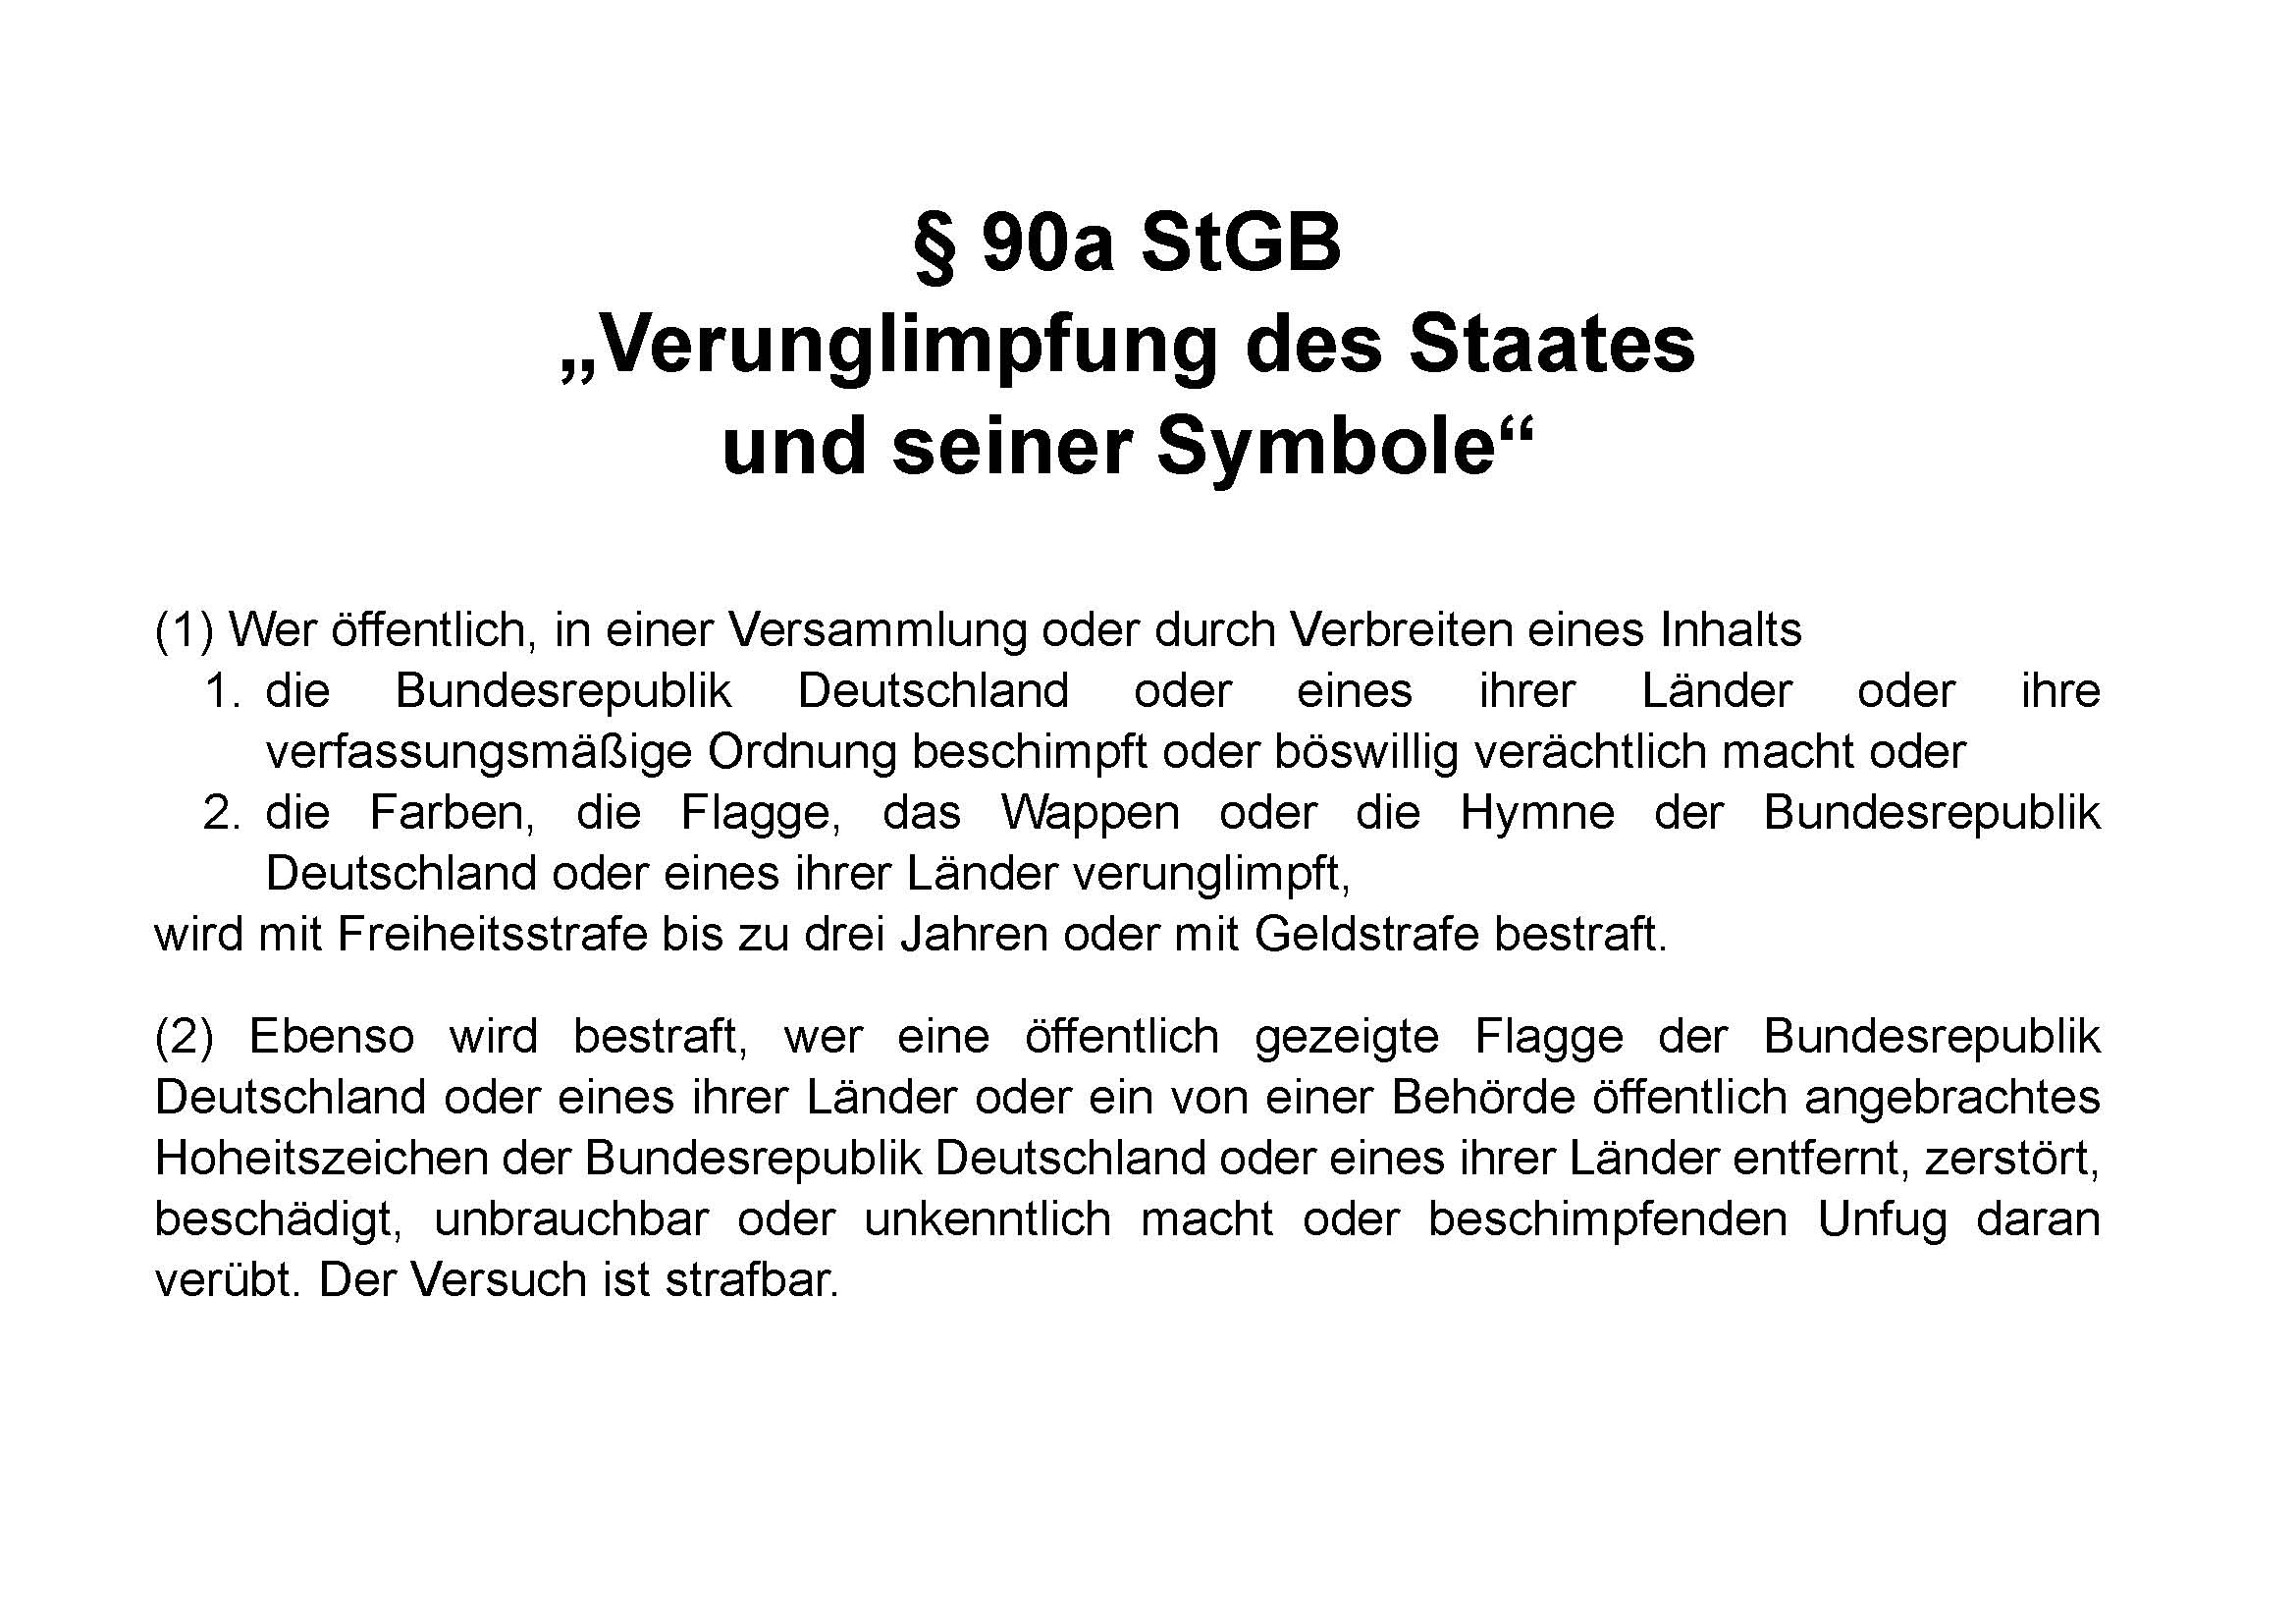 § 90a StGB
„Verunglimpfung des Staates
und seiner Symbole“
(1) Wer öffentlich, in einer Versammlung oder durch Verbreiten eines Inhalts
1. die Bundesrepublik Deutschland oder eines ihrer Länder oder ihre
verfassungsmäßige Ordnung beschimpft oder böswillig verächtlich macht oder
2. die Farben, die Flagge, das Wappen oder die Hymne der Bundesrepublik
Deutschland oder eines ihrer Länder verunglimpft,
wird mit Freiheitsstrafe bis zu drei Jahren oder mit Geldstrafe bestraft.
(2) Ebenso wird bestraft, wer eine öffentlich gezeigte Flagge der Bundesrepublik
Deutschland oder eines ihrer Länder oder ein von einer Behörde öffentlich angebrachtes
Hoheitszeichen der Bundesrepublik Deutschland oder eines ihrer Länder entfernt, zerstört,
beschädigt, unbrauchbar oder unkenntlich macht oder beschimpfenden Unfug daran
verübt. Der Versuch ist strafbar.